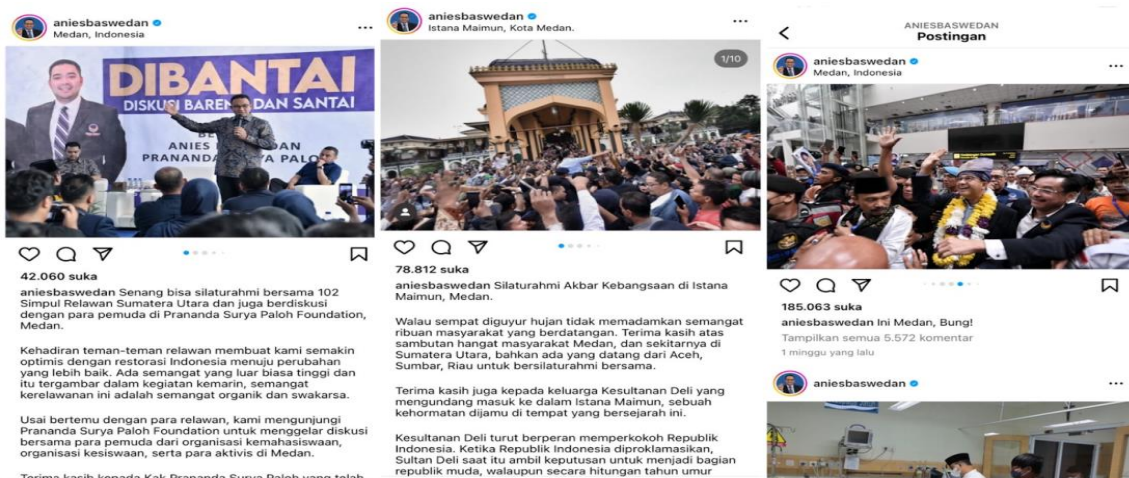 aniesbaswedan
Medan, Indonesia
DIBANTAI
DISKUSI BARENG DAN SANTAI
ANIES DAN
PRANANDA SURYA PALOH
42.060 suka
aniesbaswedan Senang bisa silaturahmi bersama 102
Simpul Relawan Sumatera Utara dan juga berdiskusi
dengan para pemuda di Prananda Surya Paloh Foundation,
Medan.
Kehadiran teman-teman relawan membuat kami semakin
optimis dengan restorasi Indonesia menuju perubahan
yang lebih baik. Ada semangat yang luar biasa tinggi dan
itu tergambar dalam kegiatan kemarin, semangat
kerelawanan ini adalah semangat organik dan swakarsa.
Usai bertemu dengan para relawan, kami mengunjungi
Prananda Surya Paloh Foundation untuk menggelar diskusi
bersama para pemuda dari organisasi kemahasiswaan,
organisasi kesiswaan, serta para aktivis di Medan.
Terima kasih kepada Kak Prananda Surya Paloh yang telah
aniesbaswedan
Istana Maimun, Kota Medan.
1/10
78.812 suka
aniesbaswedan Silaturahmi Akbar Kebangsaan di Istana
Maimun, Medan.
Walau sempat diguyur hujan tidak memadamkan semangat
ribuan masyarakat yang berdatangan. Terima kasih atas
sambutan hangat masyarakat Medan, dan sekitarnya di
Sumatera Utara, bahkan ada yang datang dari Aceh,
Sumbar, Riau untuk bersilaturahmi bersama.
Terima kasih juga kepada keluarga Kesultanan Deli yang
mengundang masuk ke dalam Istana Maimun, sebuah
kehormatan dijamu di tempat yang bersejarah ini.
Kesultanan Deli turut berperan memperkokoh Republik
Indonesia. Ketika Republik Indonesia diproklamasikan,
Sultan Deli saat itu ambil keputusan untuk menjadi bagian
republik muda, walaupun secara hitungan tahun umur
ANIESBASWEDAN
Postingan
aniesbaswedan
Medan, Indonesia
185.063 suka
aniesbaswedan Ini Medan, Bung!
Tampilkan semua 5.572 komentar
1 minggu yang lalu
aniesbaswedan